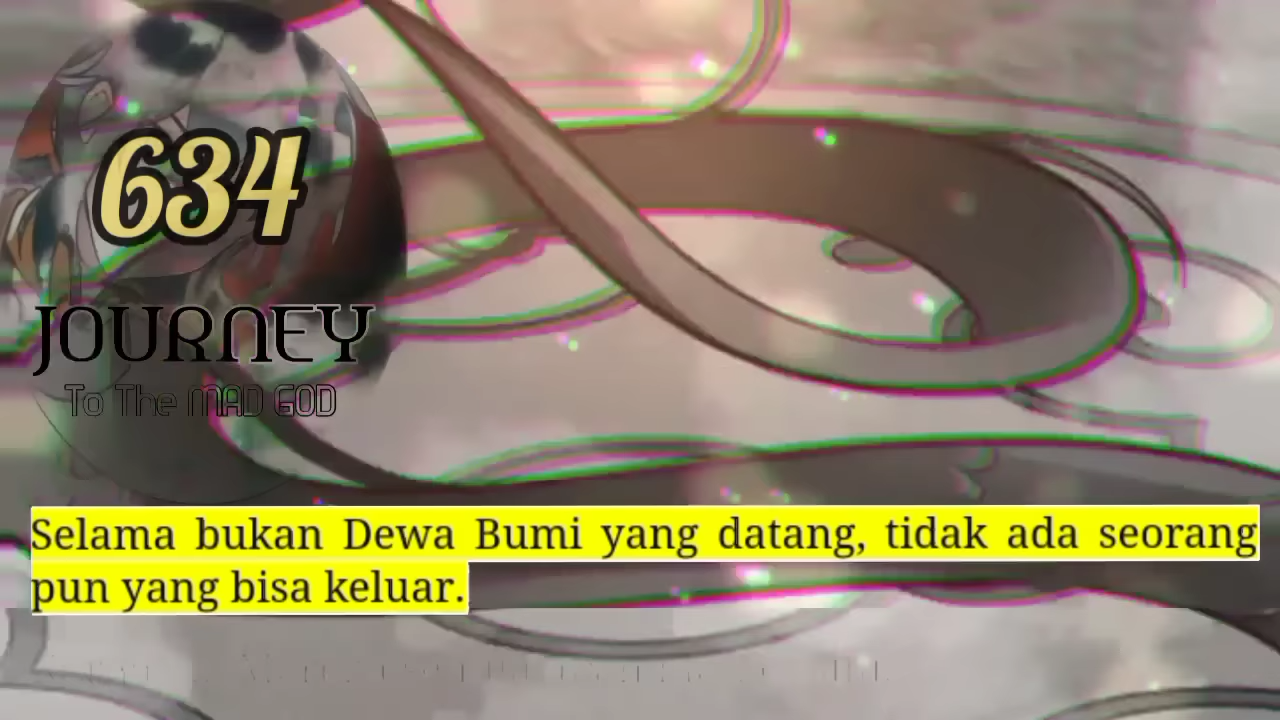 634
JOURNEY
To The MAD GOD
Selama bukan Dewa Bumi yang datang, tidak ada seorang
pun yang bisa keluar.